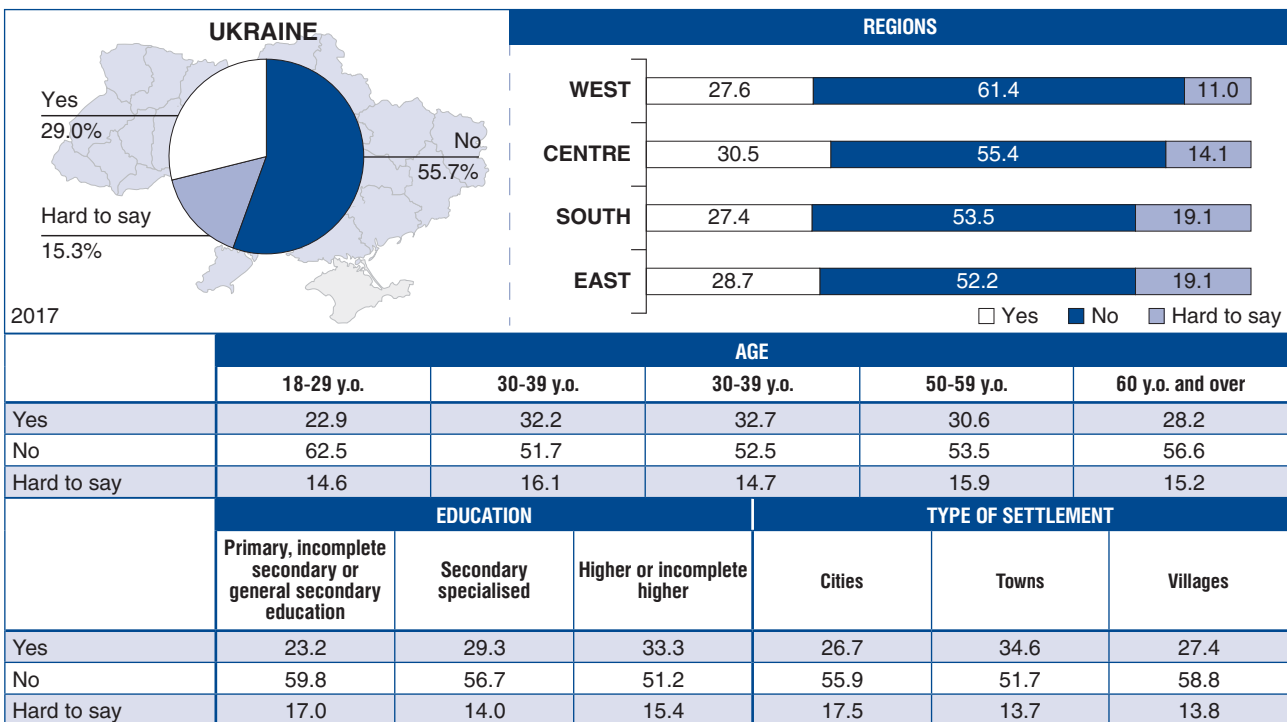 UKRAINE
Yes
29.0%
No
55.7%
Hard to say
15.3%
2017
REGIONS
WEST 27.6 61.4 11.0
CENTRE 30.5 55.4 14.1
SOUTH 27.4 53.5 19.1
EAST 28.7 52.2 19.1
Yes No Hard to say
AGE
18-29 y.o. 30-39 y.o. 30-39 y.o. 50-59 y.o. 60 y.o. and over
Yes 22.9 32.2 32.7 30.6 28.2
No 62.5 51.7 52.5 53.5 56.6
Hard to say 14.6 16.1 14.7 15.9 15.2
EDUCATION TYPE OF SETTLEMENT
Primary, incomplete
secondary or
general secondary
education
Secondary
specialised
Higher or incomplete
higher
Cities Towns Villages
Yes 23.2 29.3 33.3 26.7 34.6 27.4
No 59.8 56.7 51.2 55.9 51.7 58.8
Hard to say 17.0 14.0 15.4 17.5 13.7 13.8